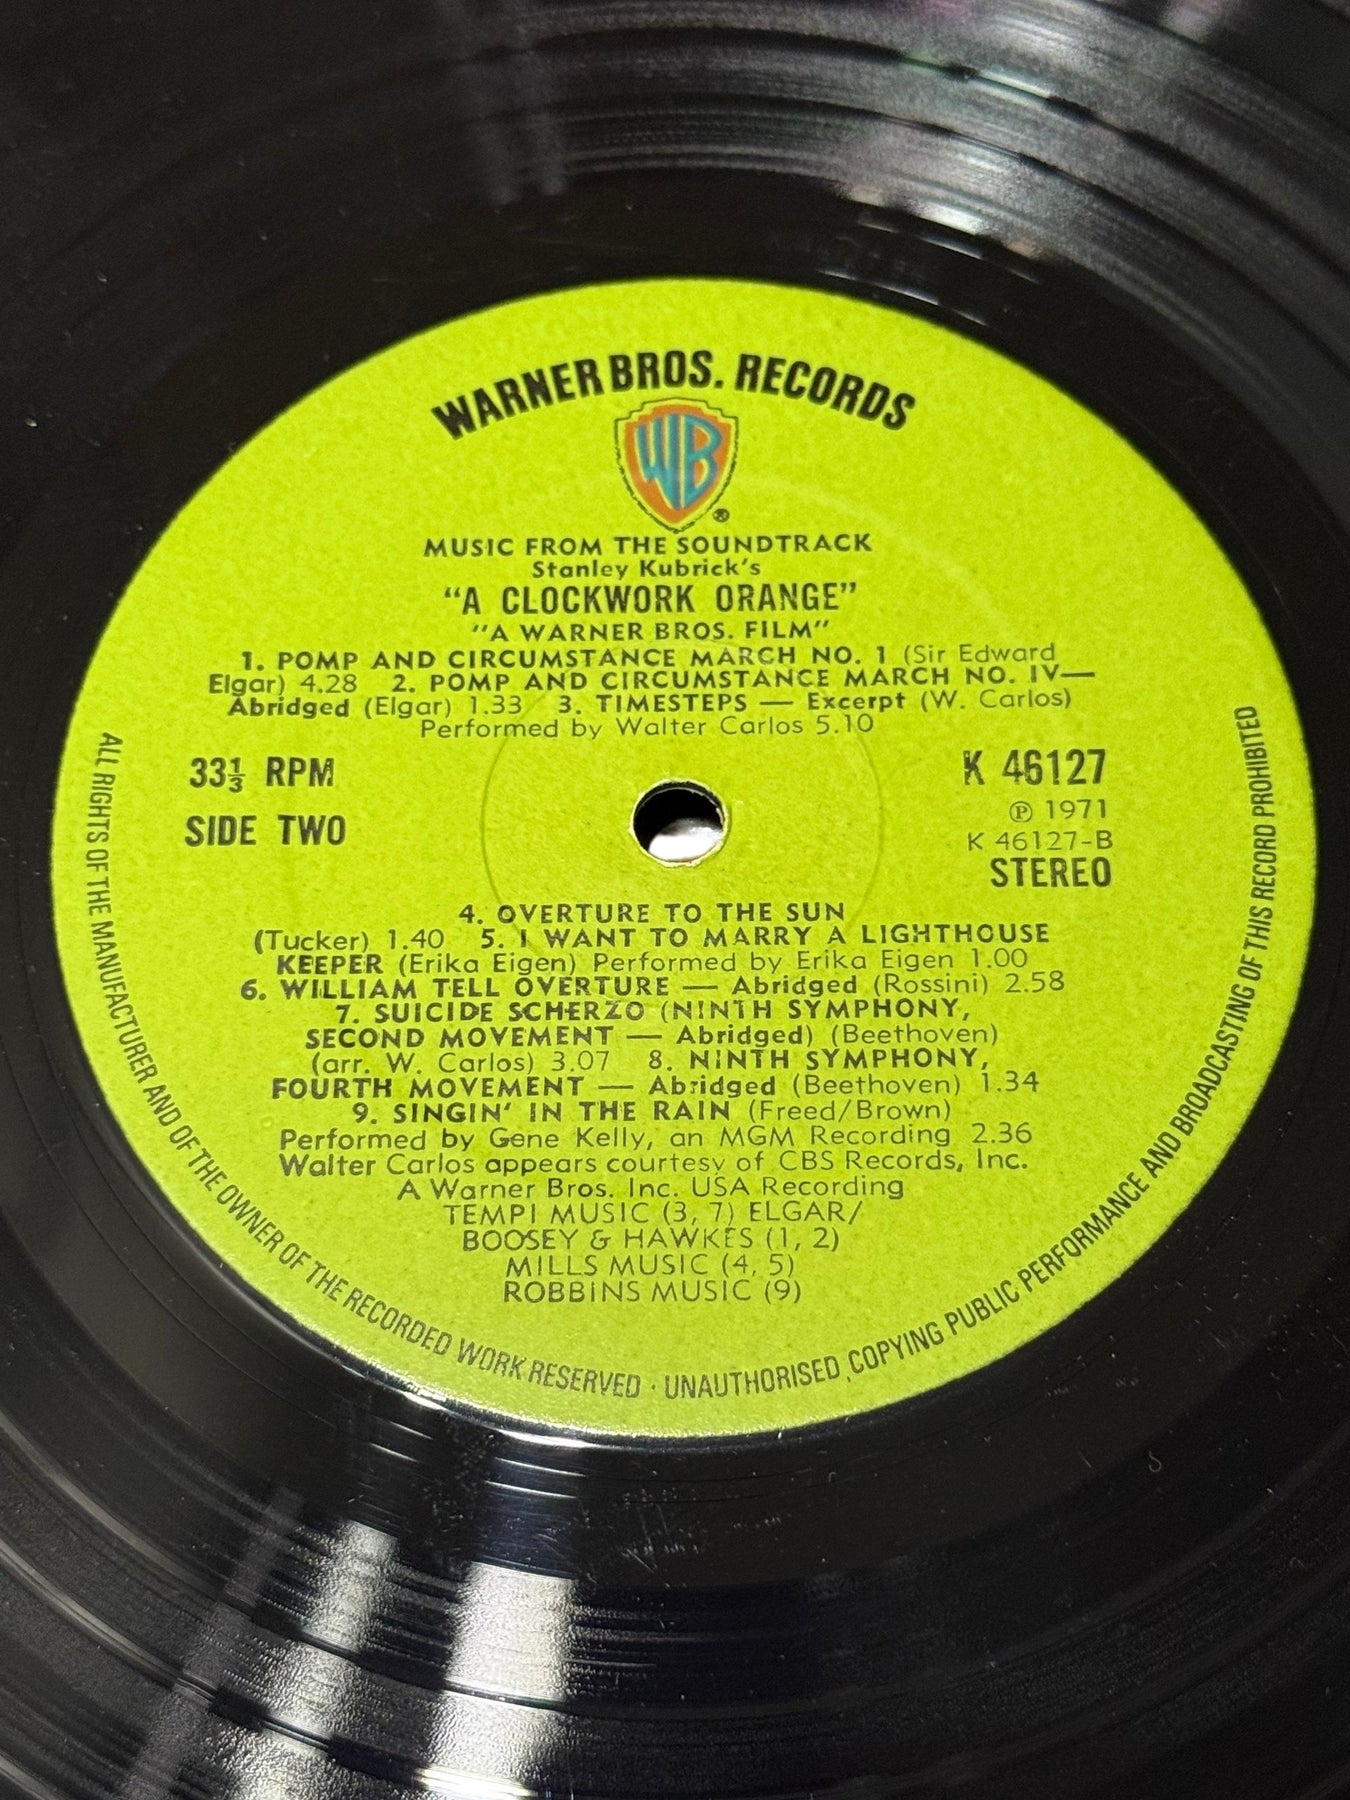 WARNER BROS. RECORDS
WB
®
MUSIC FROM THE SOUNDTRACK
Stanley Kubrick's
"A CLOCKWORK ORANGE"
"A WARNER BROS. FILM"
1. POMP AND CIRCUMSTANCE MARCH NO. 1 (Sir Edward
Elgar) 4.28 2. POMP AND CIRCUMSTANCE MARCH NO. IV—
Abridged (Elgar) 1.33 3. TIMESTEPS — Excerpt (W. Carlos)
Performed by Walter Carlos 5.10
33⅓ RPM
SIDE TWO
K 46127
℗ 1971
K 46127-B
STEREO
4. OVERTURE TO THE SUN
(Tucker) 1.40 5. I WANT TO MARRY A LIGHTHOUSE
KEEPER (Erika Eigen) Performed by Erika Eigen 1.00
6. WILLIAM TELL OVERTURE — Abridged (Rossini) 2.58
7. SUICIDE SCHERZO (NINTH SYMPHONY,
SECOND MOVEMENT — Abridged) (Beethoven)
(arr. W. Carlos) 3.07 8. NINTH SYMPHONY,
FOURTH MOVEMENT — Abridged (Beethoven) 1.34
9. SINGIN' IN THE RAIN (Freed/Brown)
Performed by Gene Kelly, an MGM Recording 2.36
Walter Carlos appears courtesy of CBS Records, Inc.
A Warner Bros. Inc. USA Recording
TEMPI MUSIC (3, 7) ELGAR/
BOOSEY & HAWKES (1, 2)
MILLS MUSIC (4, 5)
ROBBINS MUSIC (9)
ALL RIGHTS OF THE MANUFACTURER AND OF THE OWNER OF THE RECORDED WORK RESERVED · UNAUTHORISED COPYING PUBLIC PERFORMANCE AND BROADCASTING OF THIS RECORD PROHIBITED